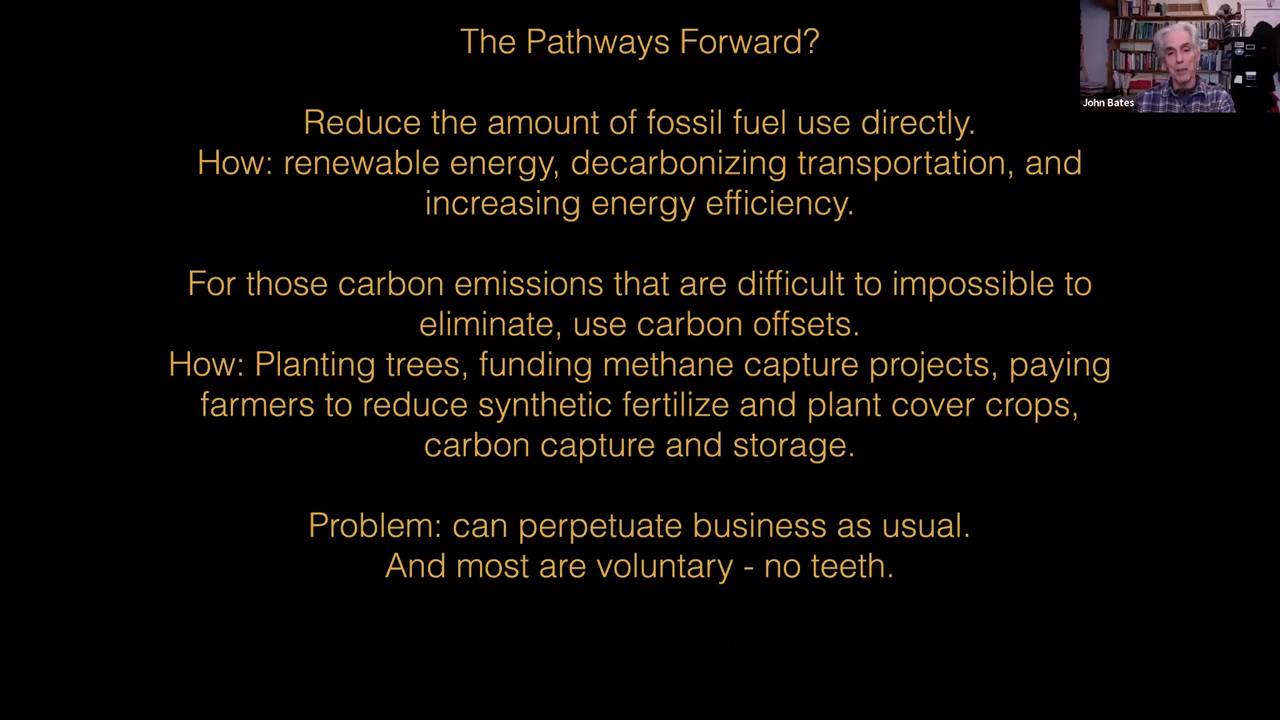 The Pathways Forward?
John Bates
Reduce the amount of fossil fuel use directly.
How: renewable energy, decarbonizing transportation, and
increasing energy efficiency.
For those carbon emissions that are difficult to impossible to
eliminate, use carbon offsets.
How: Planting trees, funding methane capture projects, paying
farmers to reduce synthetic fertilize and plant cover crops,
carbon capture and storage.
Problem: can perpetuate business as usual.
And most are voluntary - no teeth.